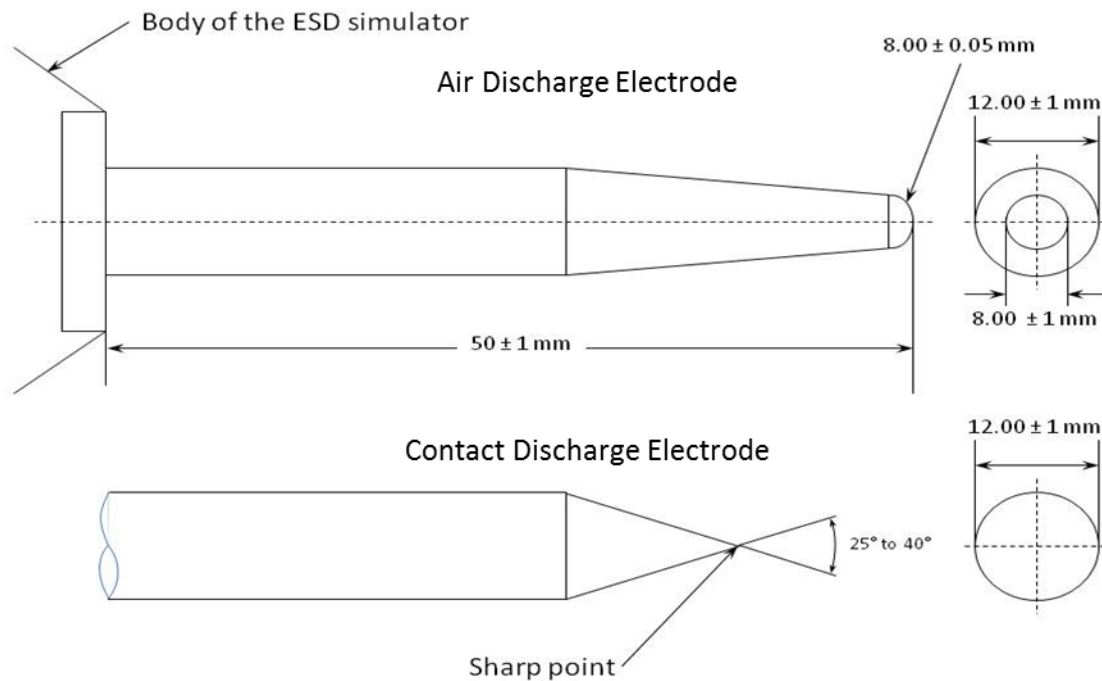 Body of the ESD simulator
8.00 ± 0.05 mm
Air Discharge Electrode
12.00 ± 1 mm
8.00 ± 1 mm
50 ± 1 mm
Contact Discharge Electrode
12.00 ± 1 mm
25° to 40°
Sharp point